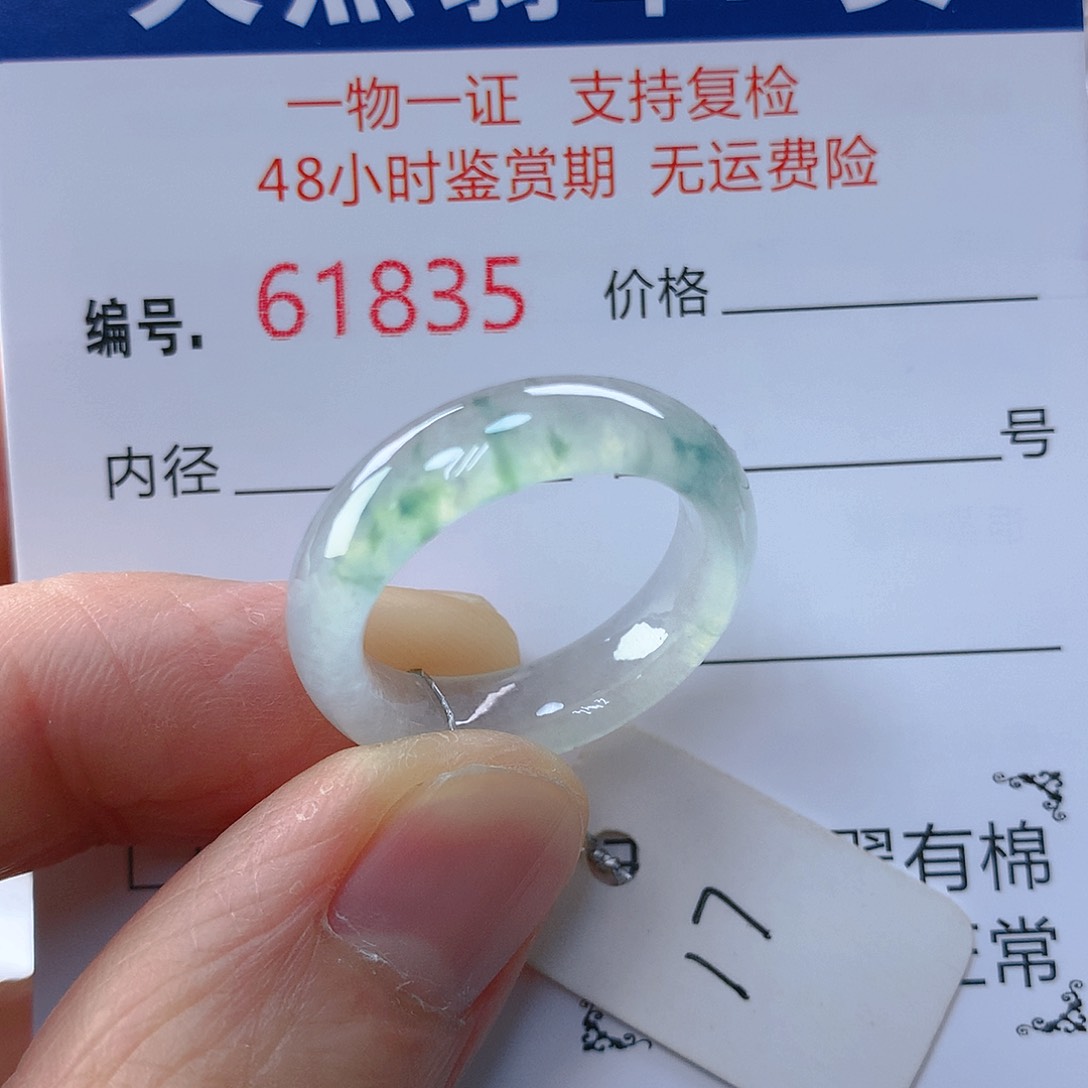 一物一证 支持复检
48小时鉴赏期 无运费险
编号. 61835 价格
内径 号
有棉
常
17